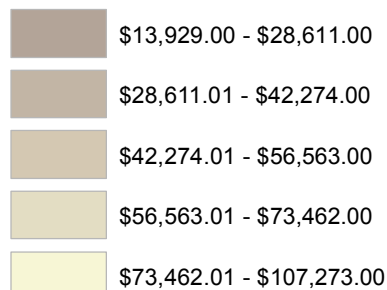 $13,929.00 - $28,611.00
$28,611.01 - $42,274.00
$42,274.01 - $56,563.00
$56,563.01 - $73,462.00
$73,462.01 - $107,273.00